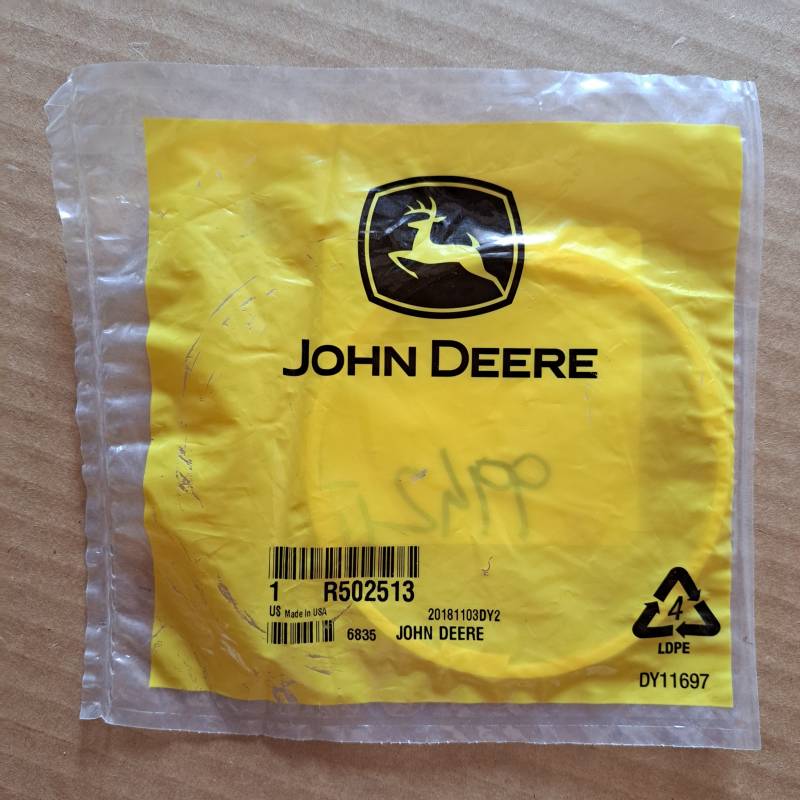 JOHN DEERE
1 R502513
US Made In USA
20181103DY2
6835 JOHN DEERE
4
LDPE
DY11697